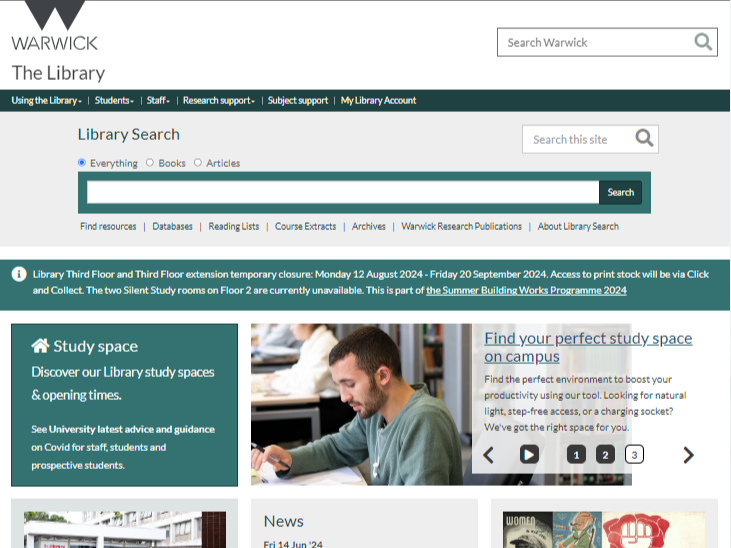 WARWICK
The Library
Search Warwick
Using the Library
Students
Staff
Research support
Subject support
My Library Account
Library Search
Search this site
Everything
Books
Articles
Search
Find resources | Databases | Reading Lists | Course Extracts | Archives | Warwick Research Publications | About Library Search
Library Third Floor and Third Floor extension temporary closure: Monday 12 August 2024 - Friday 20 September 2024. Access to print stock will be via Click
and Collect. The two Silent Study rooms on Floor 2 are currently unavailable. This is part of the Summer Building Works Programme 2024
Study space
Discover our Library study spaces
& opening times.
See University latest advice and guidance
on Covid for staff, students and
prospective students.
Find your perfect study space
on campus
Find the perfect environment to boost your
productivity using our tool. Looking for natural
light, step-free access, or a charging socket?
We've got the right space for you.
1 2 3
News
Fri 14 Jun '24
WOMEN